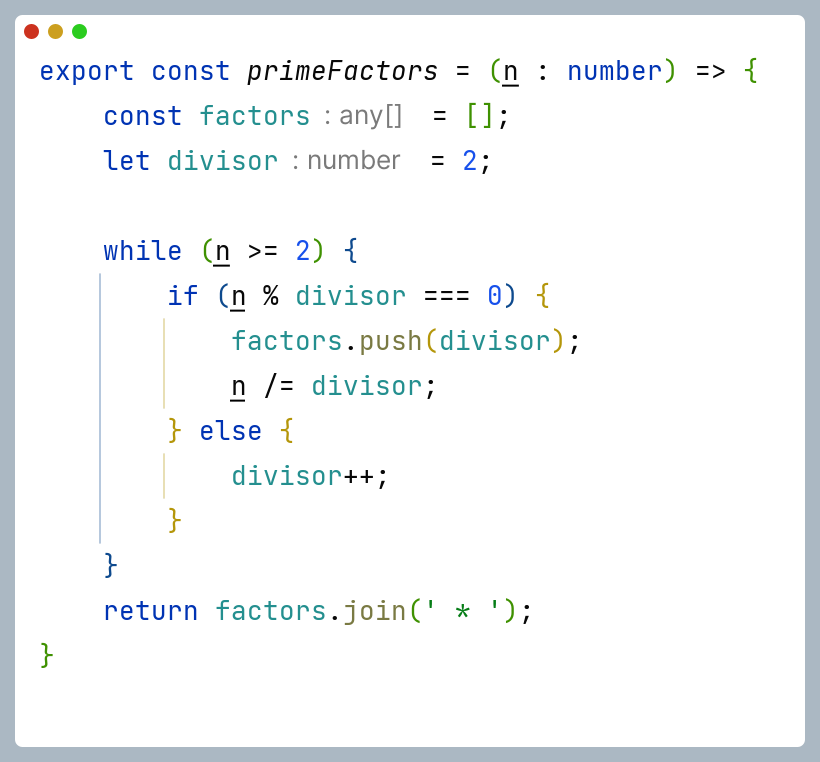 export const primeFactors = (n : number) => {
    const factors : any[] = [];
    let divisor : number = 2;

    while (n >= 2) {
        if (n % divisor === 0) {
            factors.push(divisor);
            n /= divisor;
        } else {
            divisor++;
        }
    }
    return factors.join(' * ');
}